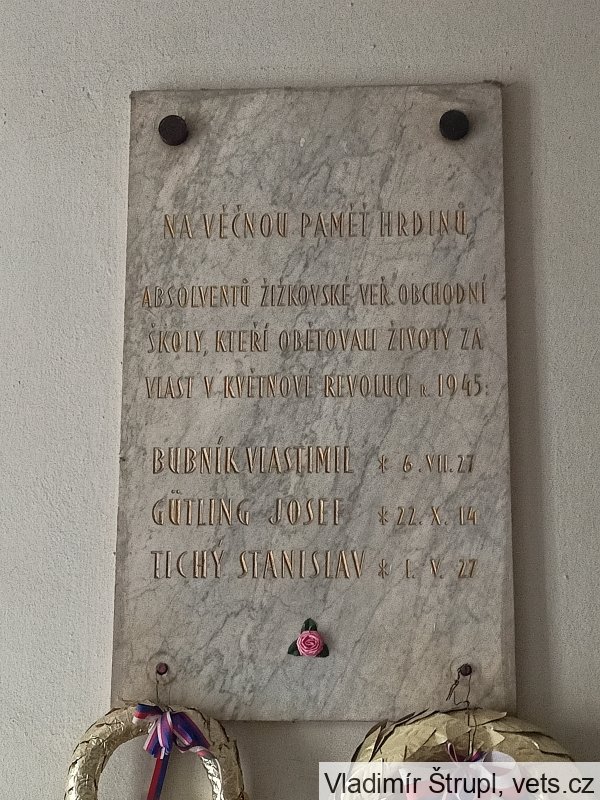 NA VĚČNOU PAMĚŤ HRDINŮ
ABSOLVENTŮ ŽIŽKOVSKÉ VEŘ. OBCHODNÍ
ŠKOLY, KTEŘÍ OBĚTOVALI ŽIVOTY ZA
VLAST V KVĚTNOVÉ REVOLUCI R. 1945:
BUBNÍK VLASTIMIL * 6. VII. 27
GÜTLING JOSEF * 22. X. 14
TICHÝ STANISLAV * 1. V. 27
Vladimír Štrupl, vets.cz